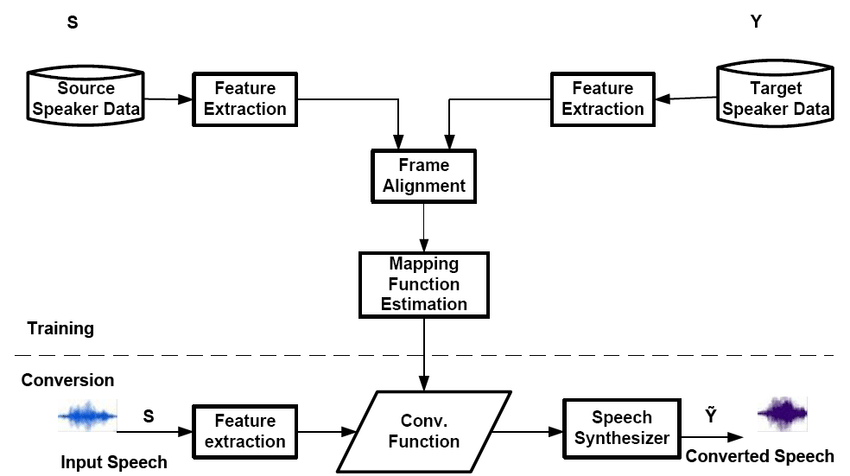 S
Y
Source
Speaker Data
Feature
Extraction
Feature
Extraction
Target
Speaker Data
Frame
Alignment
Mapping
Function
Estimation
Training
Conversion
S
Input Speech
Feature
extraction
Conv.
Function
Speech
Synthesizer
Ỹ
Converted Speech